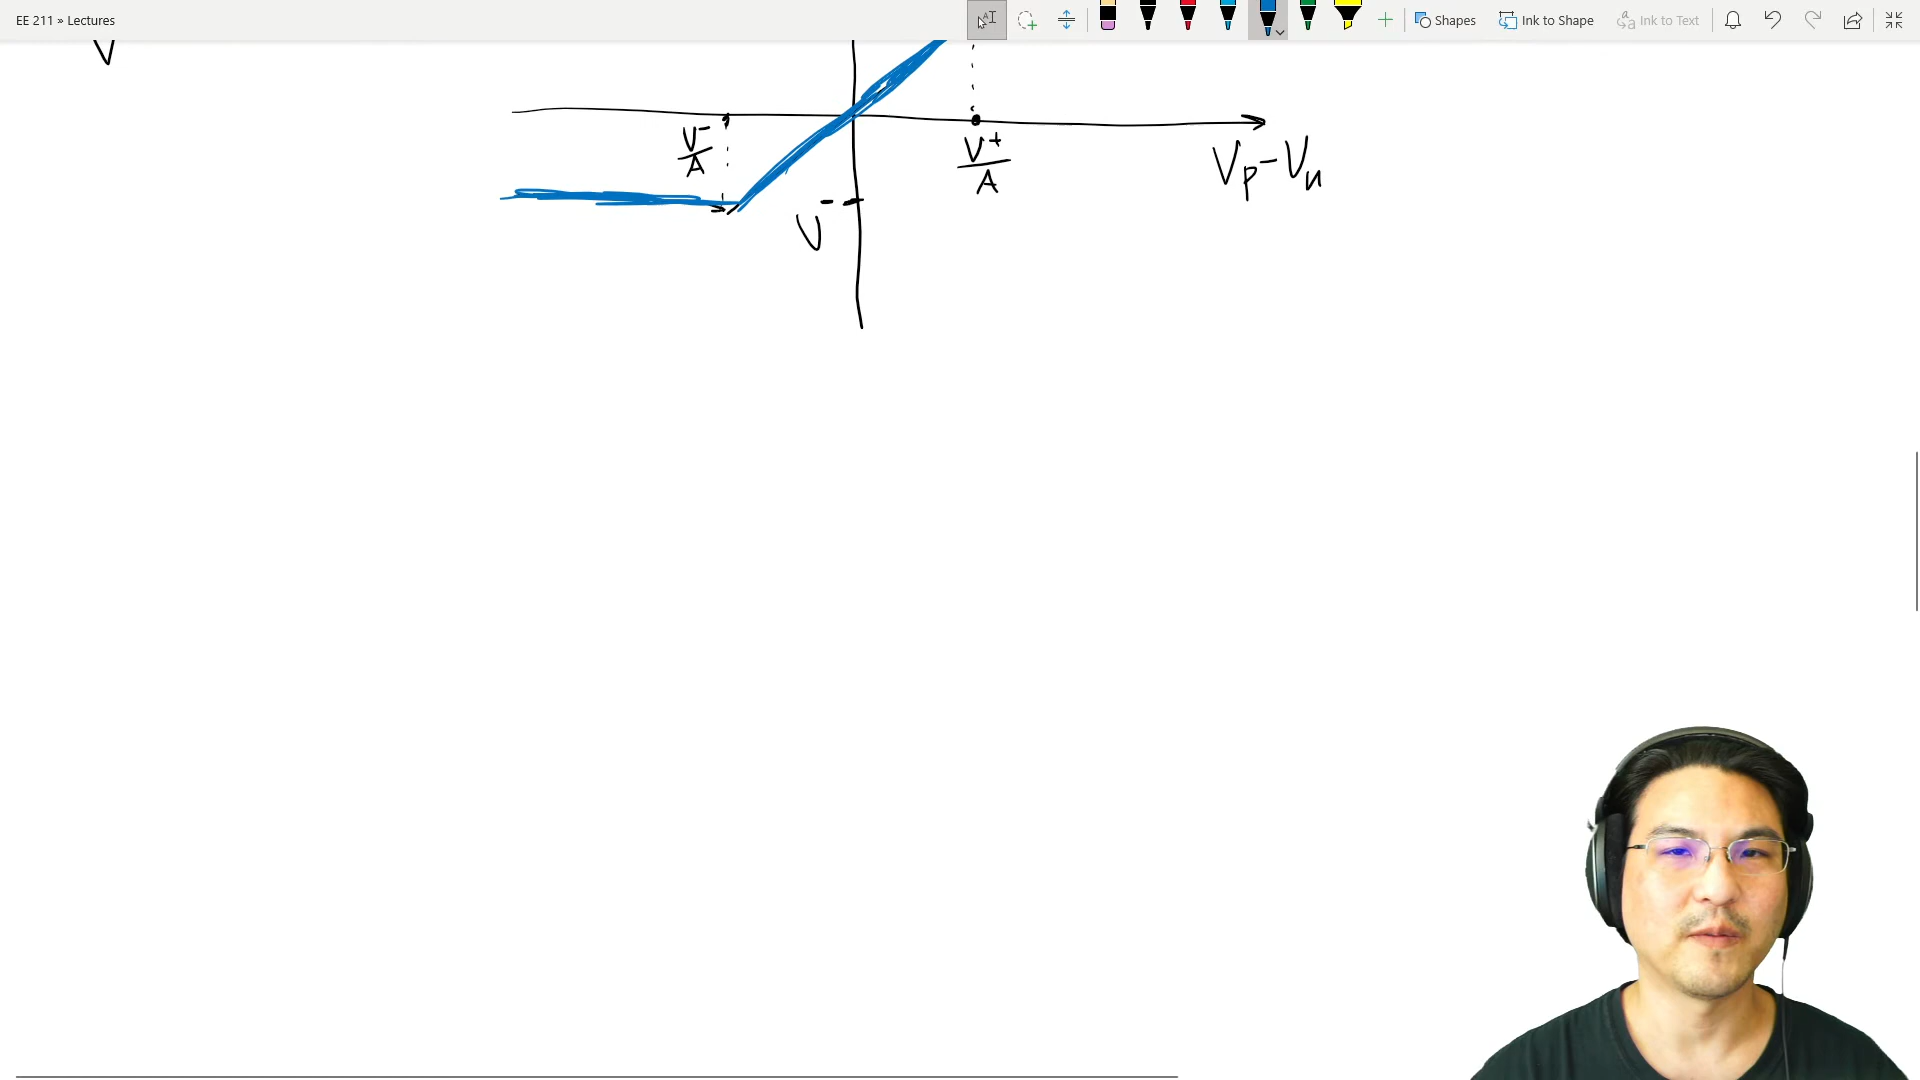 EE 211 » Lectures
Shapes
Ink to Shape
Ink to Text
V
V⁻
A
V⁺
A
Vp-Vn
V⁻